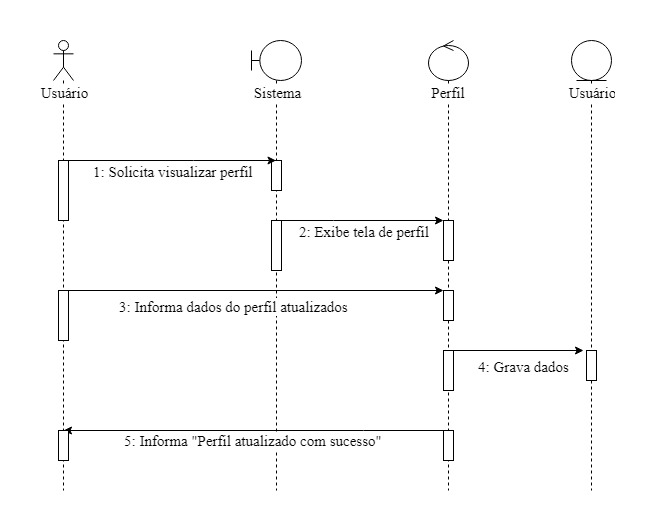 Usuário
Sistema
Perfil
Usuário
1: Solicita visualizar perfil
2: Exibe tela de perfil
3: Informa dados do perfil atualizados
4: Grava dados
5: Informa "Perfil atualizado com sucesso"